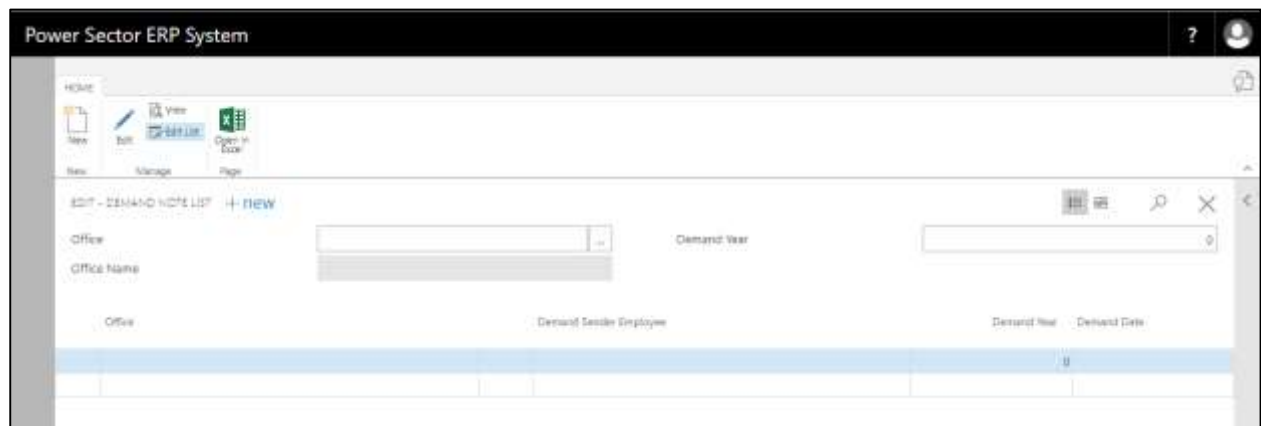 Power Sector ERP System ?
HOME
New
Edit
View
Edit List
Open in
Excel
New Manage Page
EDIT - DEMAND NOTE LIST + new
Office ... Demand Year 0
Office Name
Office Demand Sender Employee Demand Year Demand Date
0